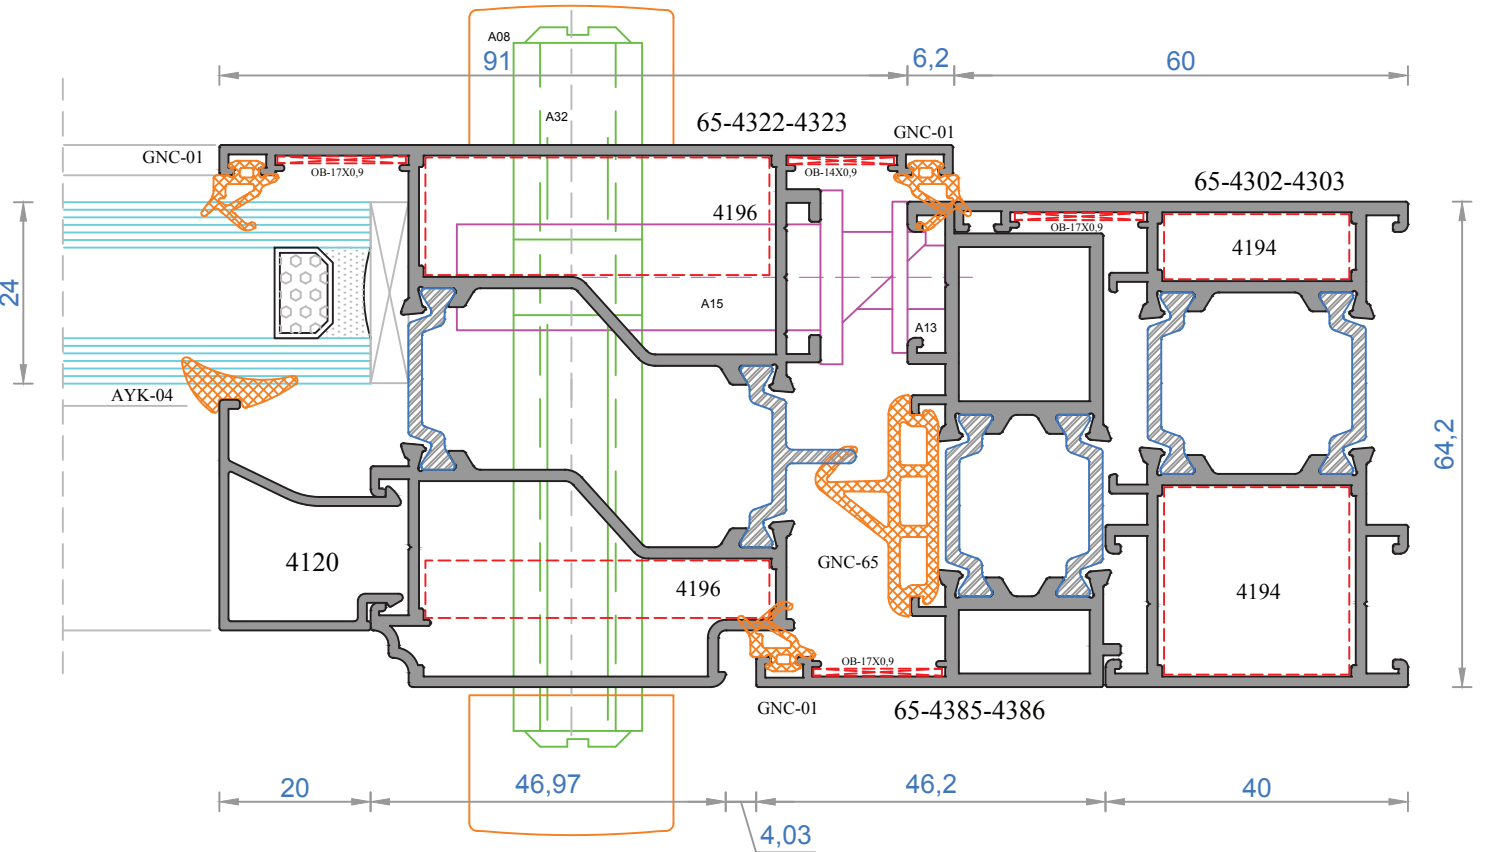 A08
91
6,2
60
A32
65-4322-4323
GNC-01
GNC-01
OB-17X0,9
OB-14X0,9
65-4302-4303
4196
OB-17X0,9
4194
24
A15
A13
AYK-04
64,2
4120
GNC-65
4196
4194
OB-17X0,9
GNC-01
65-4385-4386
20
46,97
46,2
40
4,03